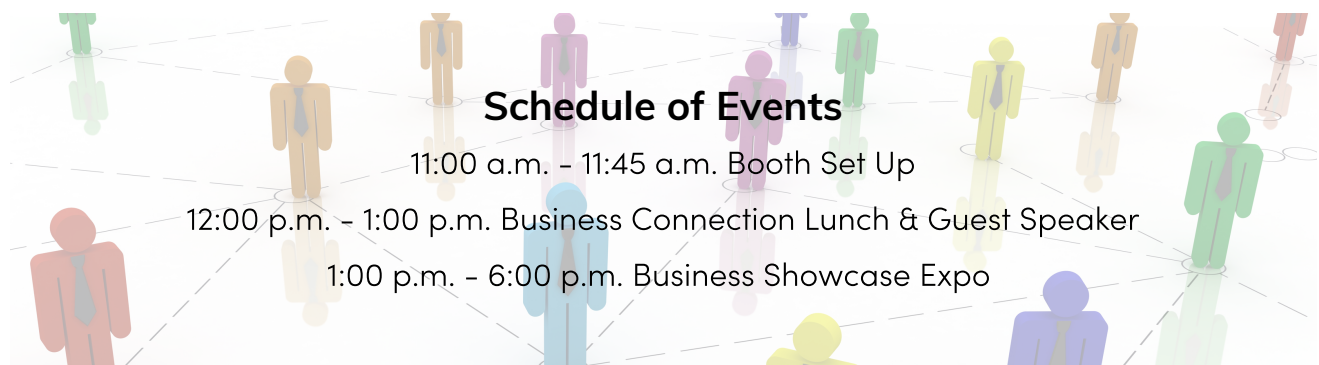 Schedule of Events
11:00 a.m. - 11:45 a.m. Booth Set Up
12:00 p.m. - 1:00 p.m. Business Connection Lunch & Guest Speaker
1:00 p.m. - 6:00 p.m. Business Showcase Expo